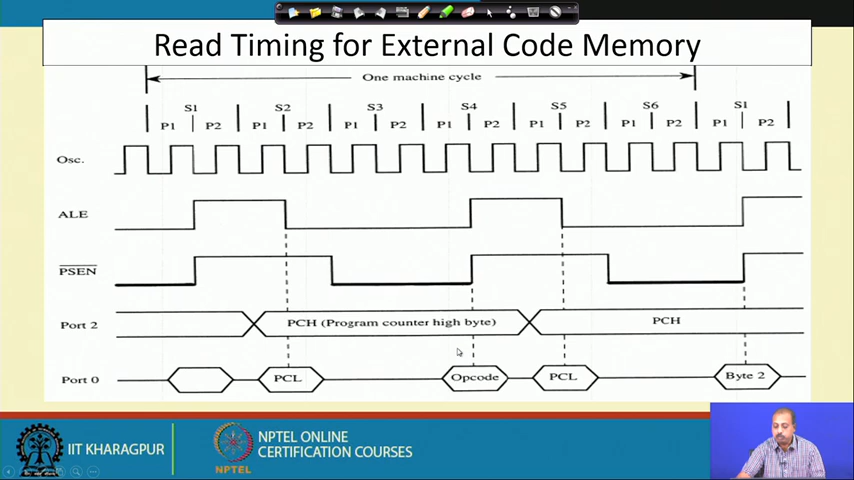 Read Timing for External Code Memory
One machine cycle
S1 S2 S3 S4 S5 S6 S1
P1 P2 P1 P2 P1 P2 P1 P2 P1 P2 P1 P2 P1 P2
Osc.
ALE
PSEN
Port 2 PCH (Program counter high byte) PCH
Port 0 PCL Opcode PCL Byte 2
IIT KHARAGPUR
NPTEL
NPTEL ONLINE
CERTIFICATION COURSES